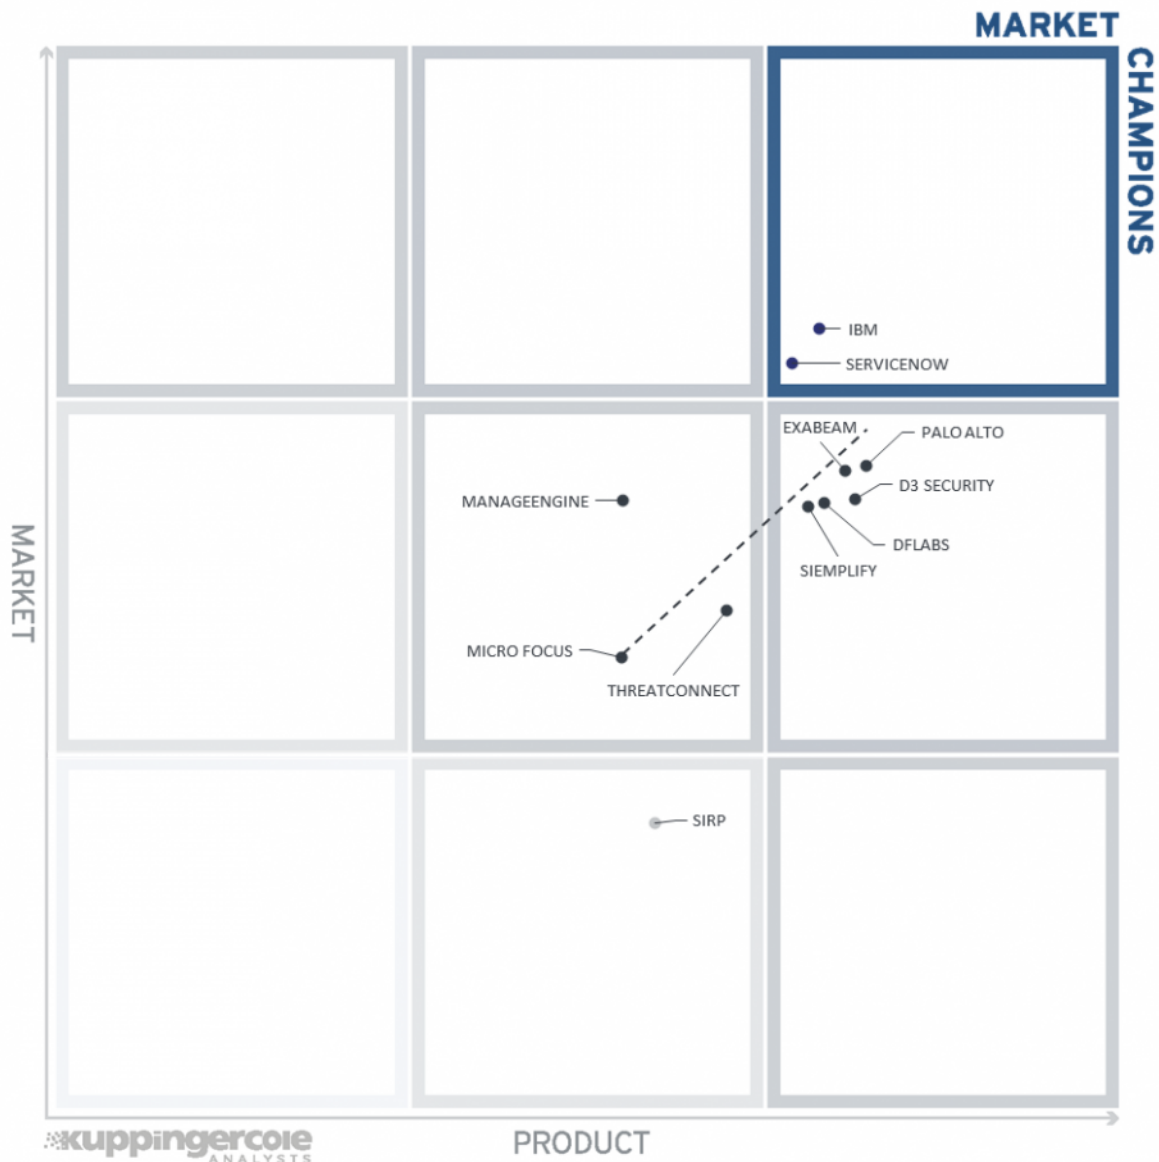 MARKET
CHAMPIONS
IBM
SERVICENOW
EXABEAM
PALO ALTO
D3 SECURITY
MANAGEENGINE
DFLABS
SIEMPLIFY
MARKET
MICRO FOCUS
THREATCONNECT
SIRP
kuppingercole
ANALYSTS
PRODUCT